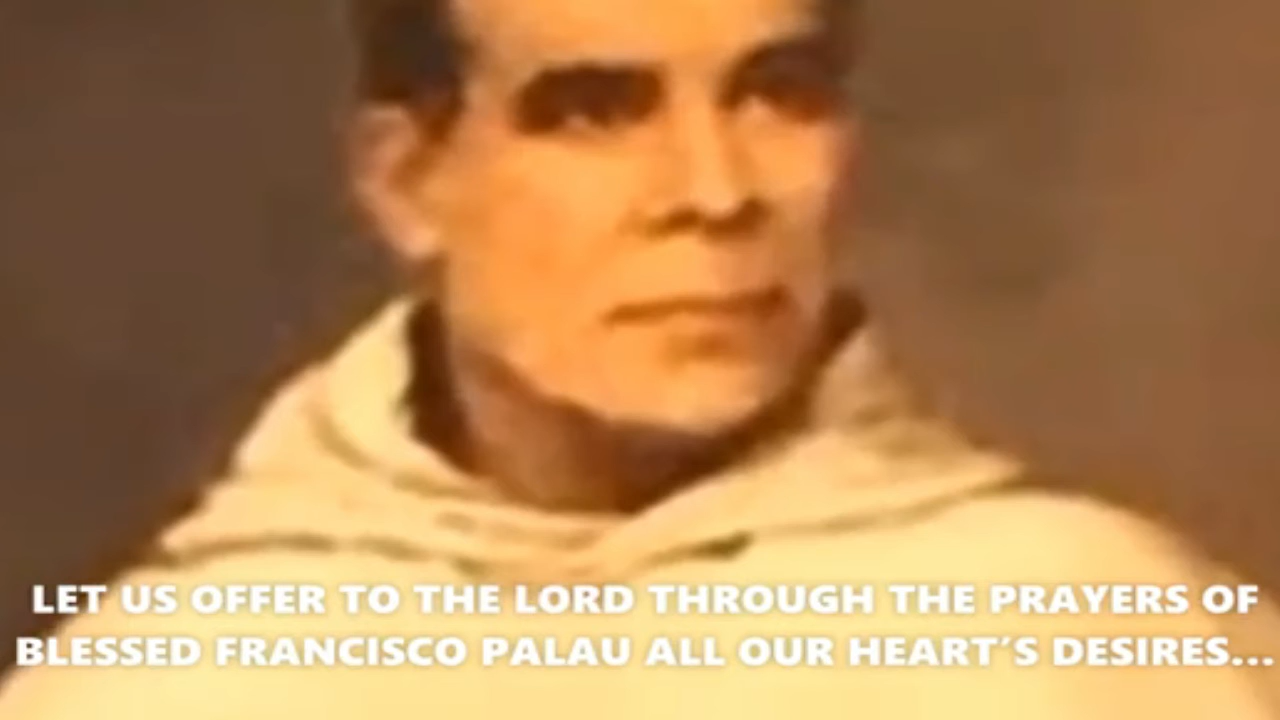 LET US OFFER TO THE LORD THROUGH THE PRAYERS OF
BLESSED FRANCISCO PALAU ALL OUR HEART´S DESIRES...